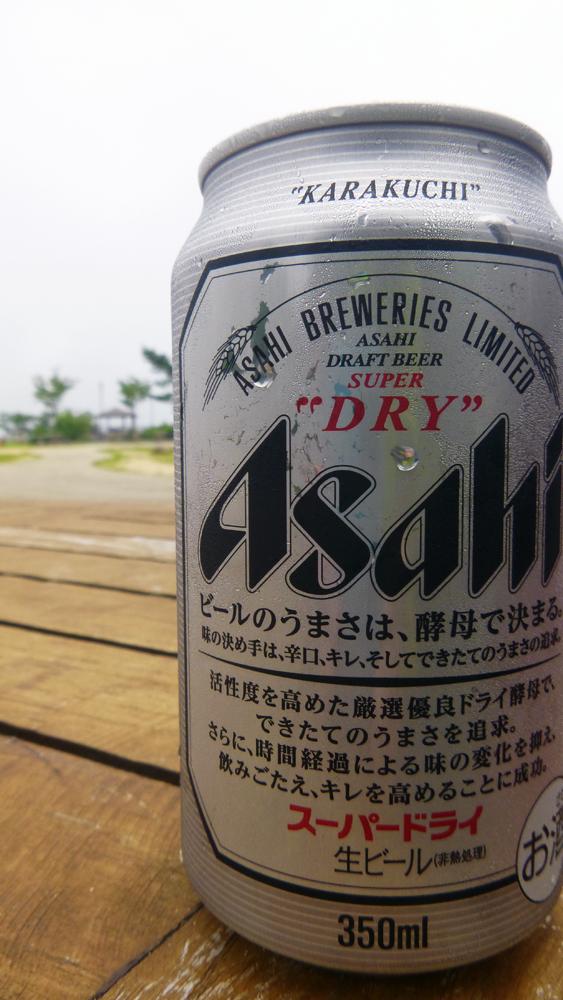 "KARAKUCHI"
ASAHI BREWERIES LIMITED
ASAHI
DRAFT BEER
SUPER
"DRY"
Asahi
ビールのうまさは、酵母で決まる。
味の決め手は、辛口、キレ、そしてできたてのうまさの追求。
活性度を高めた厳選優良ドライ酵母で、
できたてのうまさを追求。
さらに、時間経過による味の変化を抑え、
飲みごたえ、キレを高めることに成功。
スーパードライ
生ビール(非熱処理)
お酒
350ml